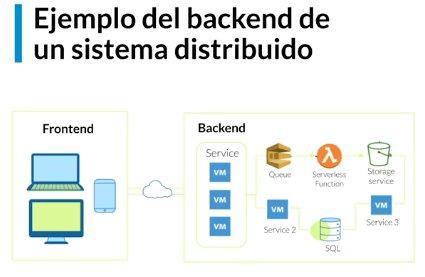 Ejemplo del backend de
un sistema distribuido
Frontend
Backend
Service
VM
VM
VM
Queue
Serverless
Function
Storage
service
VM
Service 2
SQL
VM
Service 3